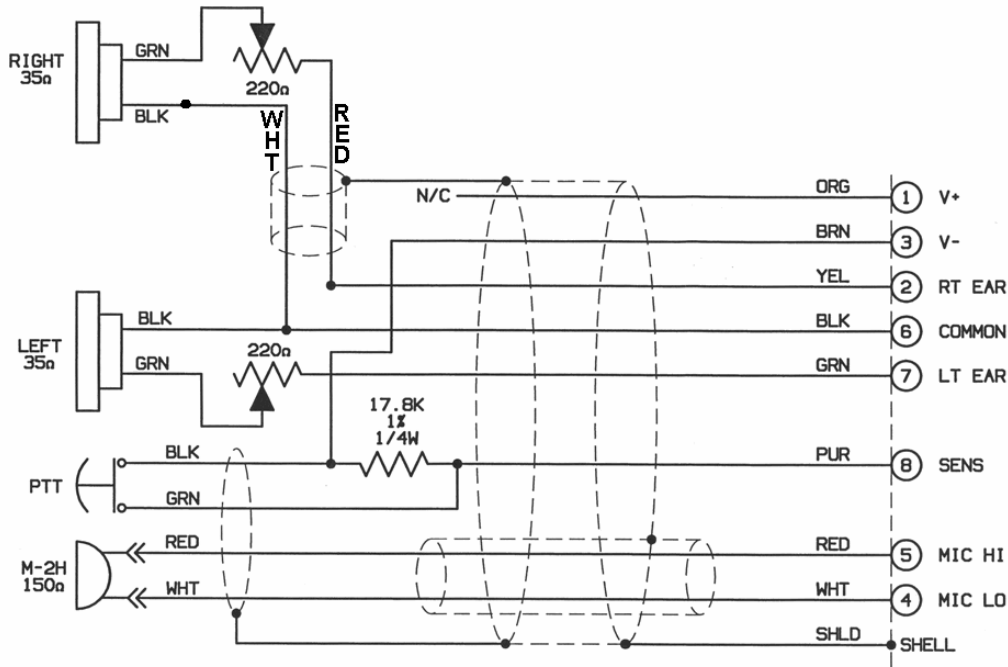 RIGHT
35Ω
GRN
220Ω
BLK
WHT
RED
N/C
ORG
1
V+
BRN
3
V-
YEL
2
RT EAR
BLK
BLK
6
COMMON
LEFT
35Ω
220Ω
GRN
GRN
7
LT EAR
17.8K
1%
1/4W
BLK
PUR
8
SENS
PTT
GRN
RED
RED
5
MIC HI
M-2H
150Ω
WHT
WHT
4
MIC LO
SHLD
SHELL